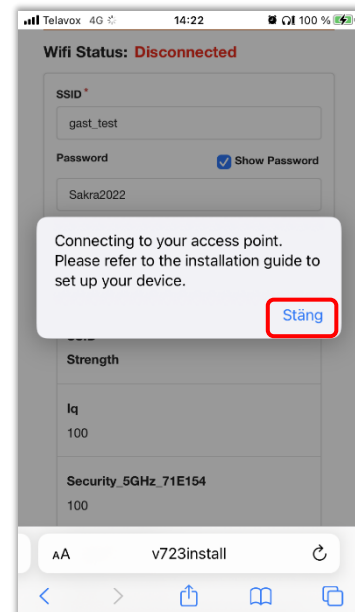 Telavox 4G 14:22 100 %
Wifi Status: Disconnected
SSID *
gast_test
Password Show Password
Sakra2022
Connecting to your access point.
Please refer to the installation guide to
set up your device.
Stäng
SSID
Strength
Iq
100
Security_5GHz_71E154
100
AA v723install